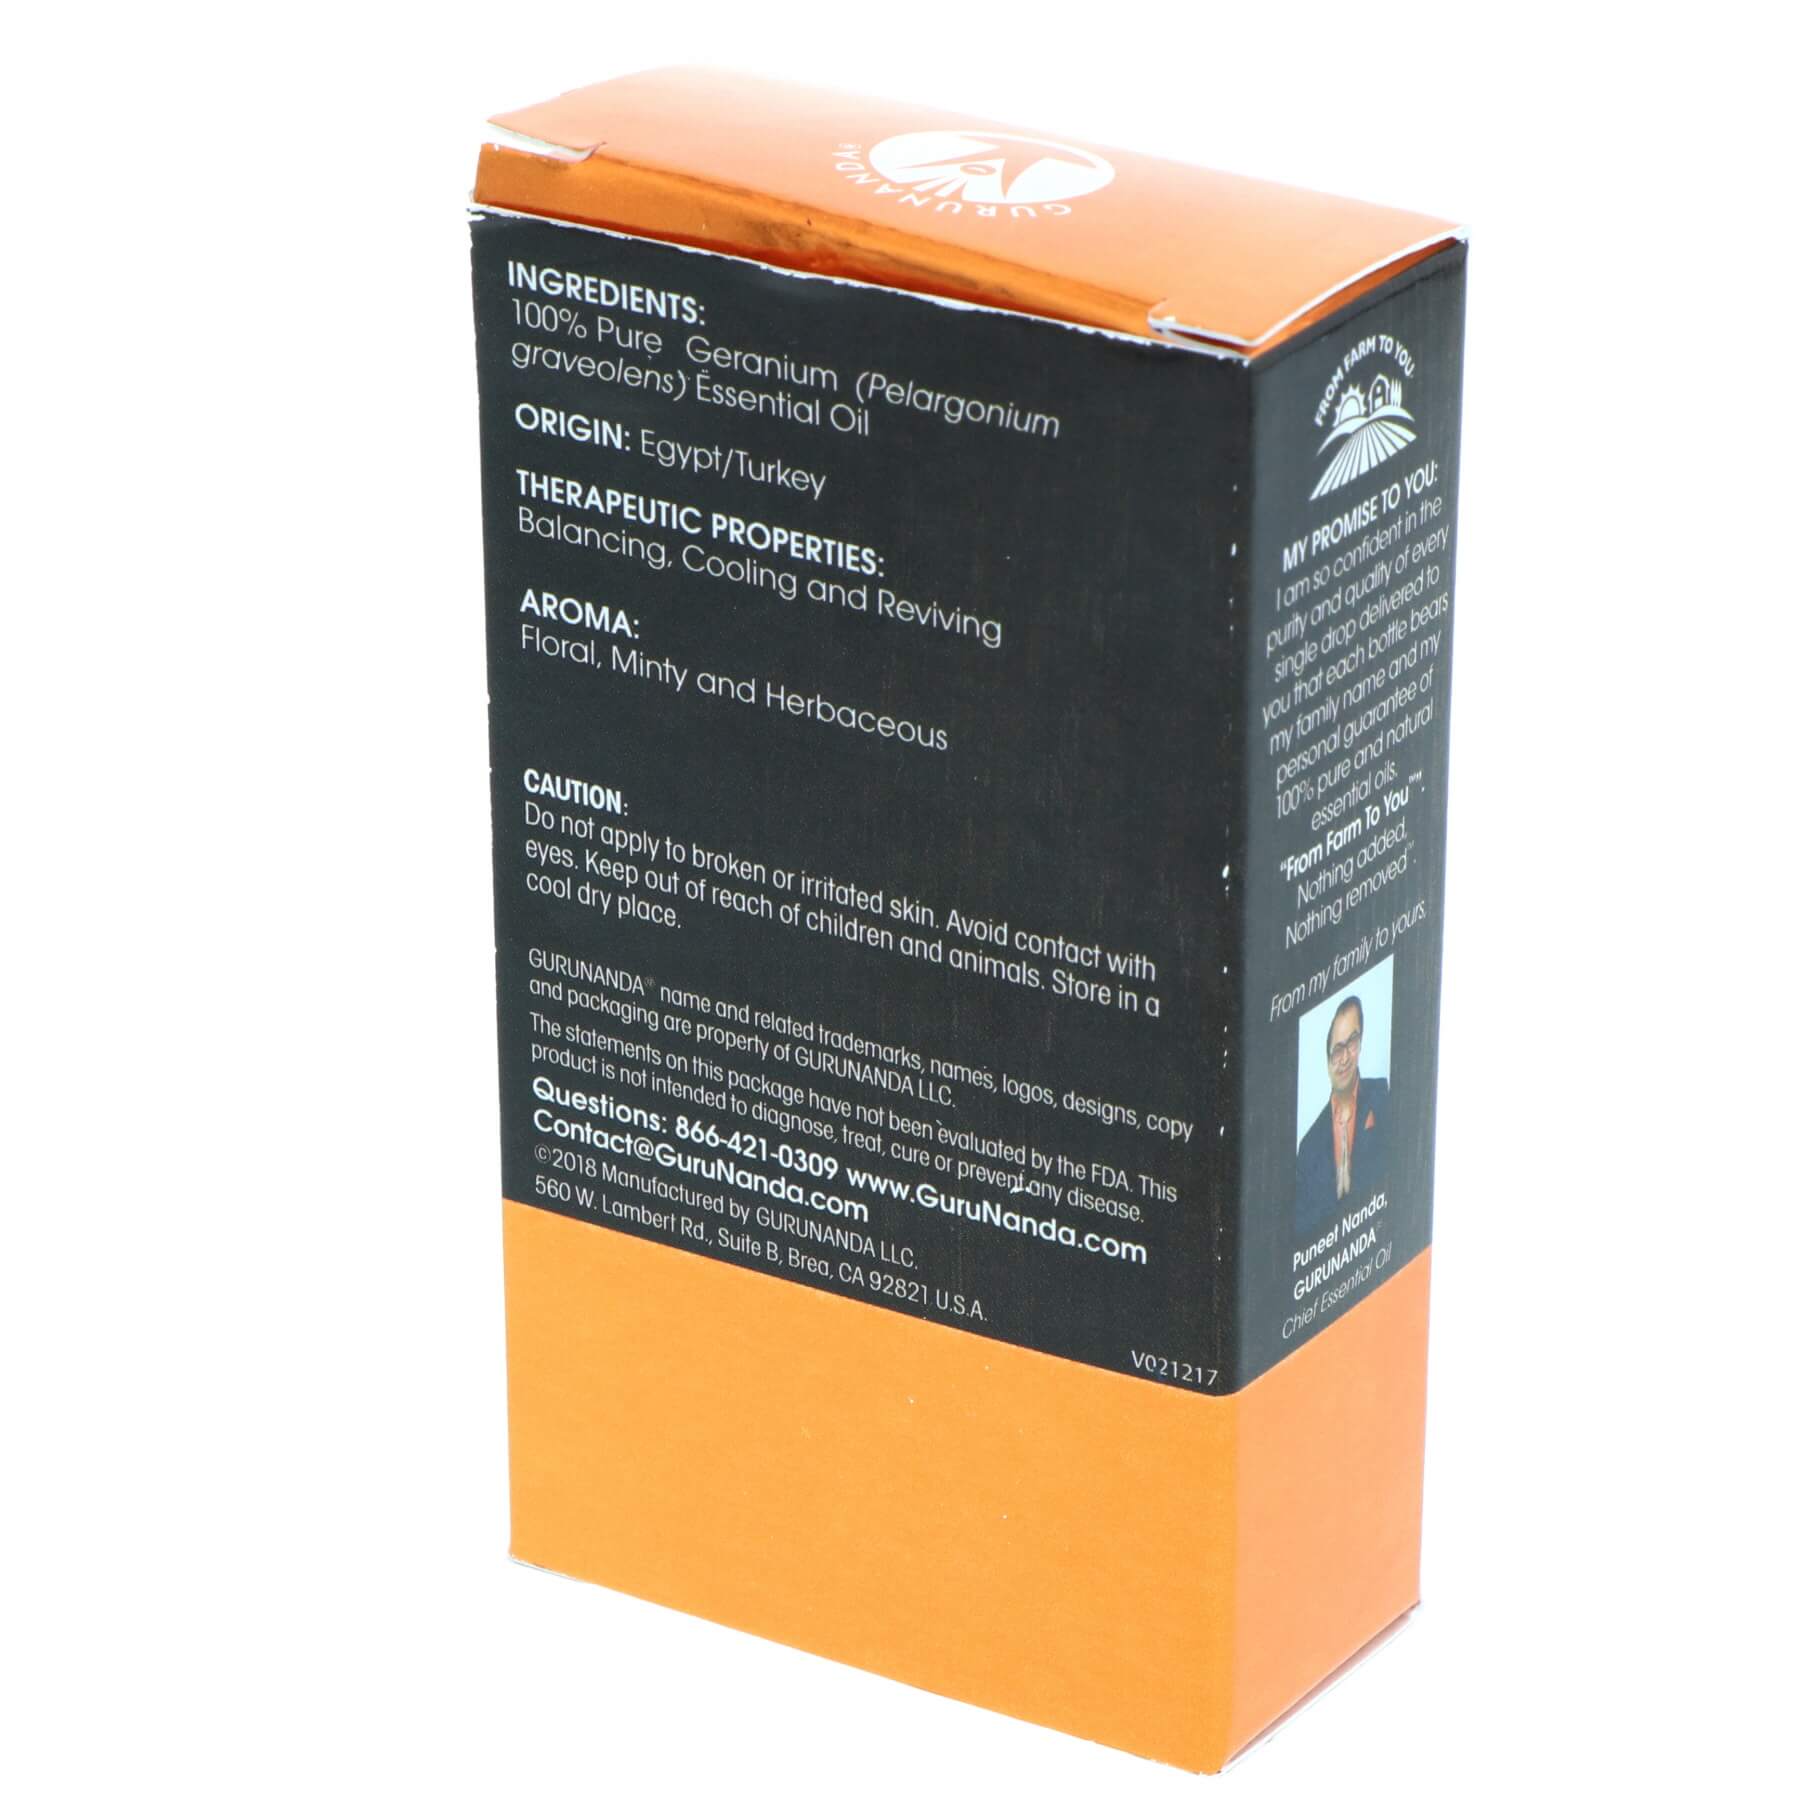 GURUNANDA®
INGREDIENTS:
100% Pure Geranium (Pelargonium
graveolens) Essential Oil
ORIGIN: Egypt/Turkey
THERAPEUTIC PROPERTIES:
Balancing, Cooling and Reviving
AROMA:
Floral, Minty and Herbaceous
CAUTION:
Do not apply to broken or irritated skin. Avoid contact with
eyes. Keep out of reach of children and animals. Store in a
cool dry place.
GURUNANDA® name and related trademarks, names, logos, designs, copy
and packaging are property of GURUNANDA LLC.
The statements on this package have not been evaluated by the FDA. This
product is not intended to diagnose, treat, cure or prevent any disease.
Questions: 866-421-0309 www.GuruNanda.com
Contact@GuruNanda.com
©2018 Manufactured by GURUNANDA LLC.
560 W. Lambert Rd., Suite B, Brea, CA 92821 U.S.A.
V021217
FROM FARM TO YOU
MY PROMISE TO YOU:
I am so confident in the
purity and quality of every
single drop delivered to
you that each bottle bears
my family name and my
personal guarantee of
100% pure and natural
essential oils.
"From Farm To You™".
Nothing added,
Nothing removed™.
From my family to yours,
Puneet Nanda,
GURUNANDA®
Chief Essential Oil